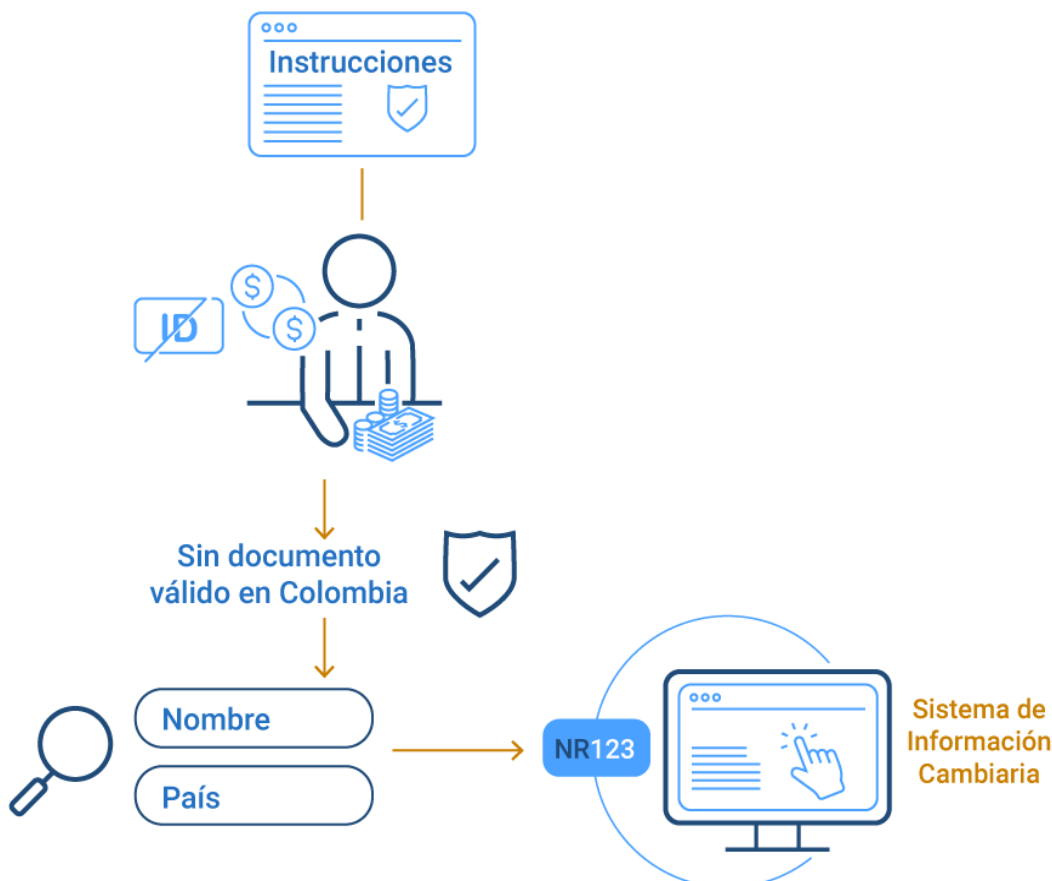 Instrucciones
ID
$
$
Sin documento
válido en Colombia
Nombre
País
NR123
Sistema de
Información
Cambiaria